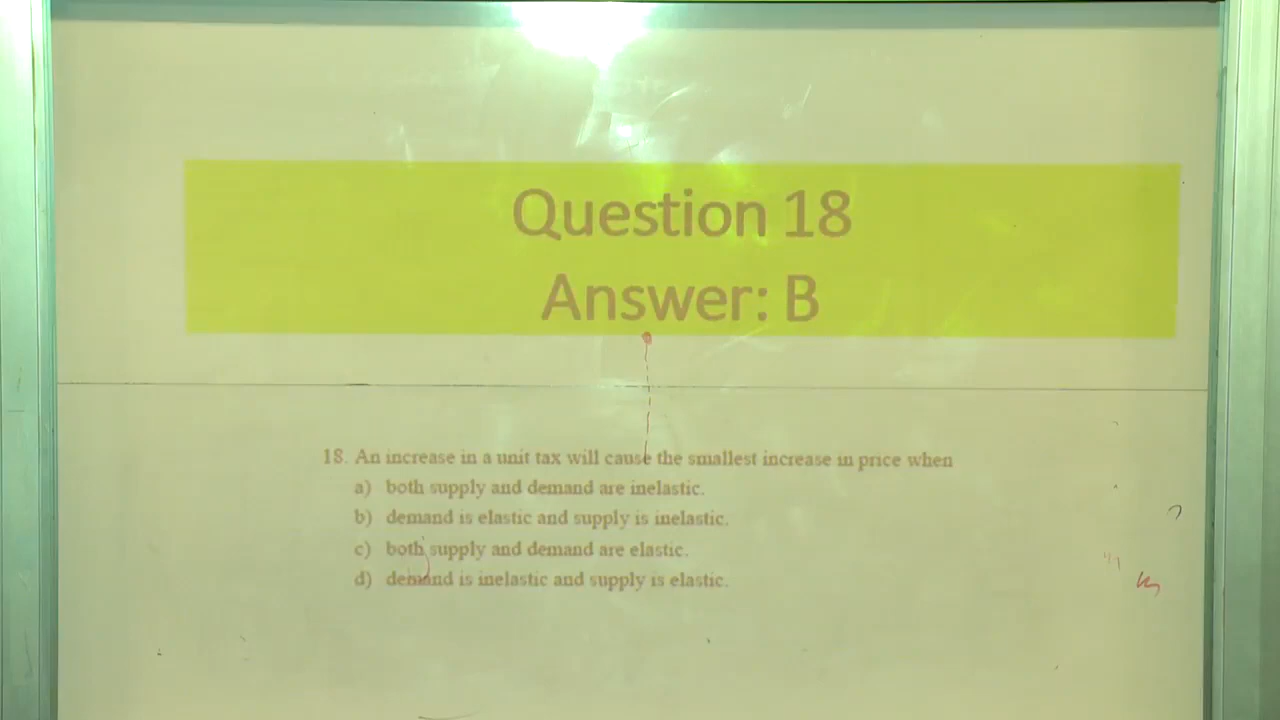 Question 18
Answer: B
18. An increase in a unit tax will cause the smallest increase in price when
a) both supply and demand are inelastic.
b) demand is elastic and supply is inelastic.
c) both supply and demand are elastic.
d) demand is inelastic and supply is elastic.